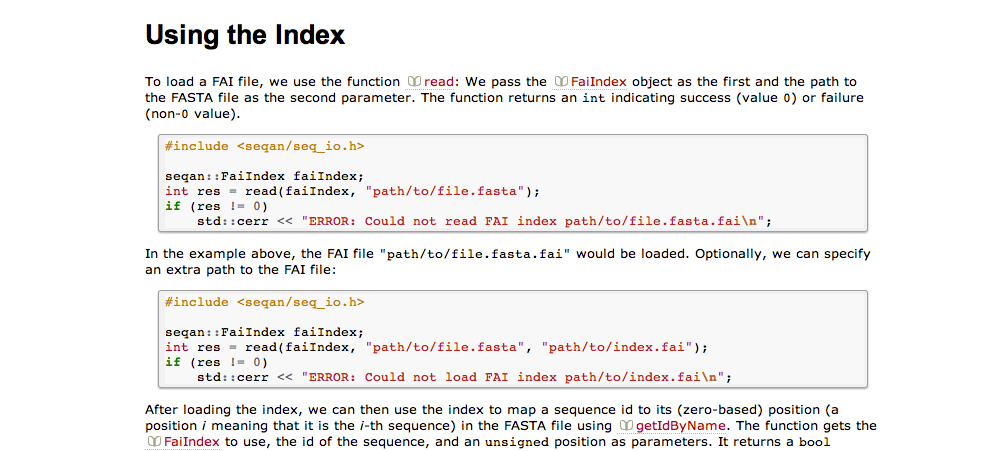 Using the Index
To load a FAI file, we use the function read: We pass the FaiIndex object as the first and the path to
the FASTA file as the second parameter. The function returns an int indicating success (value 0) or failure
(non-0 value).
#include <seqan/seq_io.h>
seqan::FaiIndex faiIndex;
int res = read(faiIndex, "path/to/file.fasta");
if (res != 0)
    std::cerr << "ERROR: Could not read FAI index path/to/file.fasta.fai\n";
In the example above, the FAI file "path/to/file.fasta.fai" would be loaded. Optionally, we can specify
an extra path to the FAI file:
#include <seqan/seq_io.h>
seqan::FaiIndex faiIndex;
int res = read(faiIndex, "path/to/file.fasta", "path/to/index.fai");
if (res != 0)
    std::cerr << "ERROR: Could not load FAI index path/to/index.fai\n";
After loading the index, we can then use the index to map a sequence id to its (zero-based) position (a
position i meaning that it is the i-th sequence) in the FASTA file using getIdByName. The function gets the
FaiIndex to use, the id of the sequence, and an unsigned position as parameters. It returns a bool